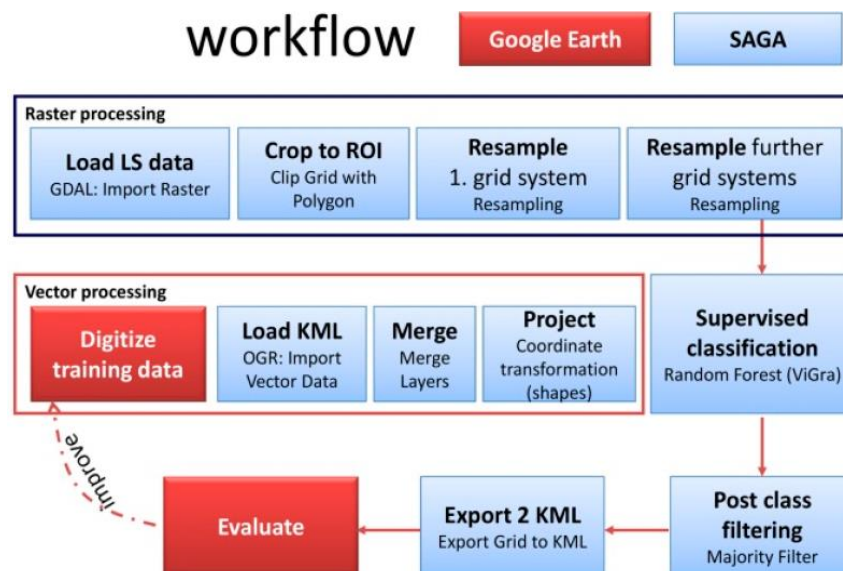 workflow
Google Earth
SAGA
Raster processing
Load LS data
GDAL: Import Raster
Crop to ROI
Clip Grid with
Polygon
Resample
1. grid system
Resampling
Resample further
grid systems
Resampling
Vector processing
Digitize
training data
Load KML
OGR: Import
Vector Data
Merge
Merge
Layers
Project
Coordinate
transformation
(shapes)
Supervised
classification
Random Forest (ViGra)
improve
Evaluate
Export 2 KML
Export Grid to KML
Post class
filtering
Majority Filter